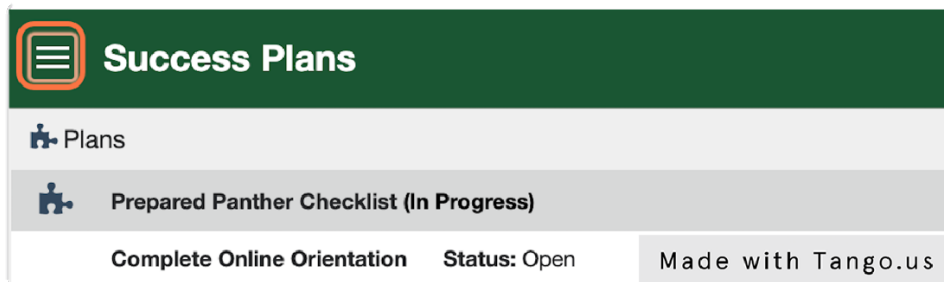 Success Plans
Plans
Prepared Panther Checklist (In Progress)
Complete Online Orientation Status: Open
Made with Tango.us